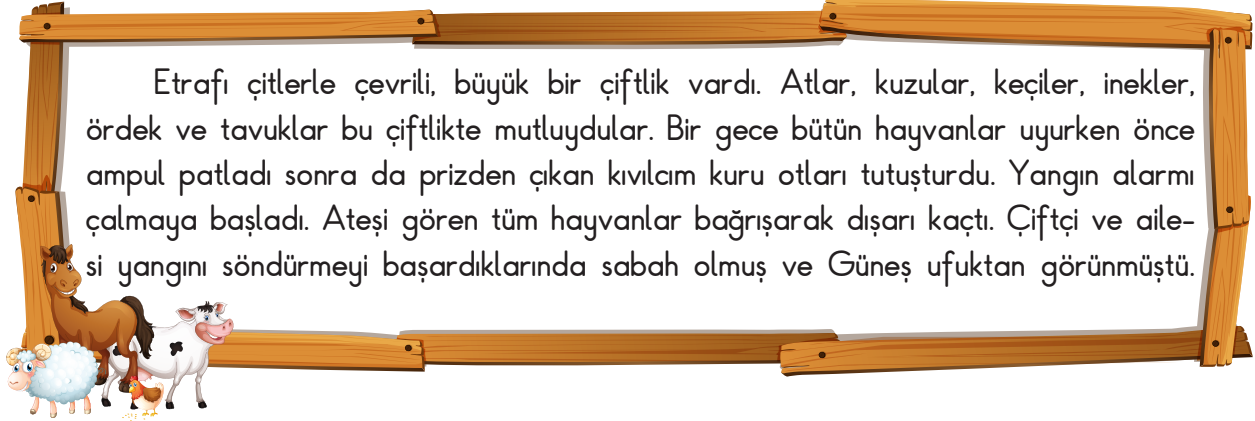 Etrafı çitlerle çevrili, büyük bir çiftlik vardı. Atlar, kuzular, keçiler, inekler,
ördek ve tavuklar bu çiftlikte mutluydular. Bir gece bütün hayvanlar uyurken önce
ampul patladı sonra da prizden çıkan kıvılcım kuru otları tutuşturdu. Yangın alarmı
çalmaya başladı. Ateşi gören tüm hayvanlar bağrışarak dışarı kaçtı. Çiftçi ve aile-
si yangını söndürmeyi başardıklarında sabah olmuş ve Güneş ufuktan görünmüştü.